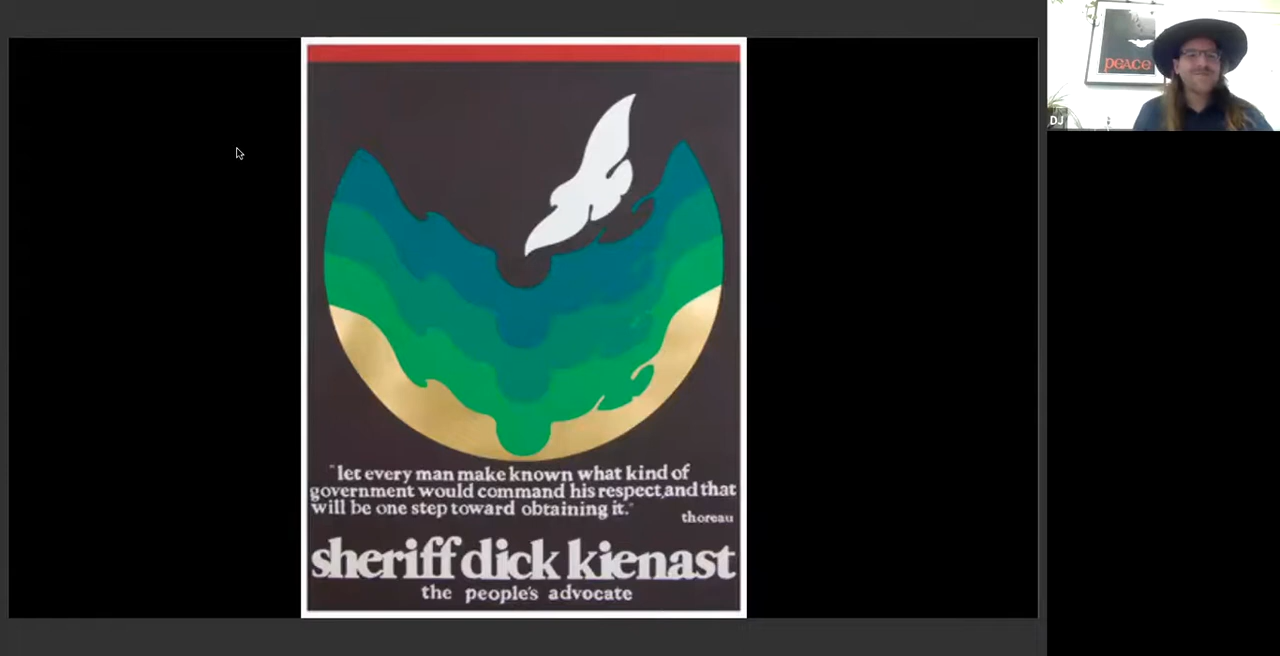 "let every man make known what kind of
government would command his respect, and that
will be one step toward obtaining it."
thoreau
sheriff dick kienast
the people's advocate
peace
DJ